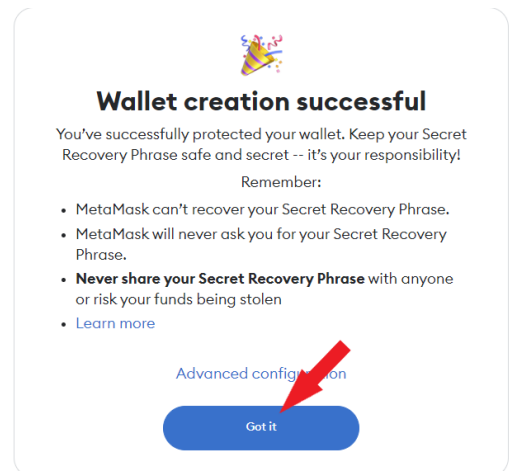 Wallet creation successful
You've successfully protected your wallet. Keep your Secret
Recovery Phrase safe and secret -- it's your responsibility!
Remember:
• MetaMask can't recover your Secret Recovery Phrase.
• MetaMask will never ask you for your Secret Recovery
Phrase.
• Never share your Secret Recovery Phrase with anyone
or risk your funds being stolen
• Learn more
Advanced configuration
Got it